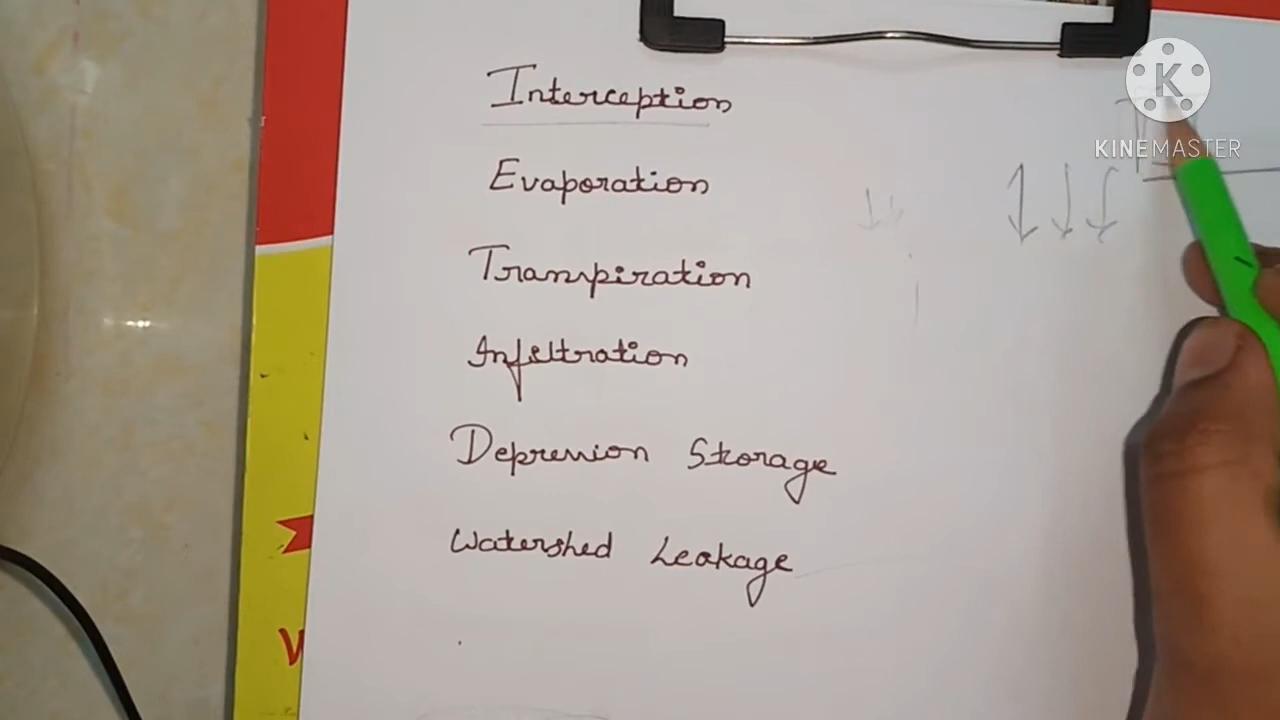 Interception
K
KINEMASTER
Evaporation
Transpiration
Infiltration
Depression Storage
Watershed Leakage
W